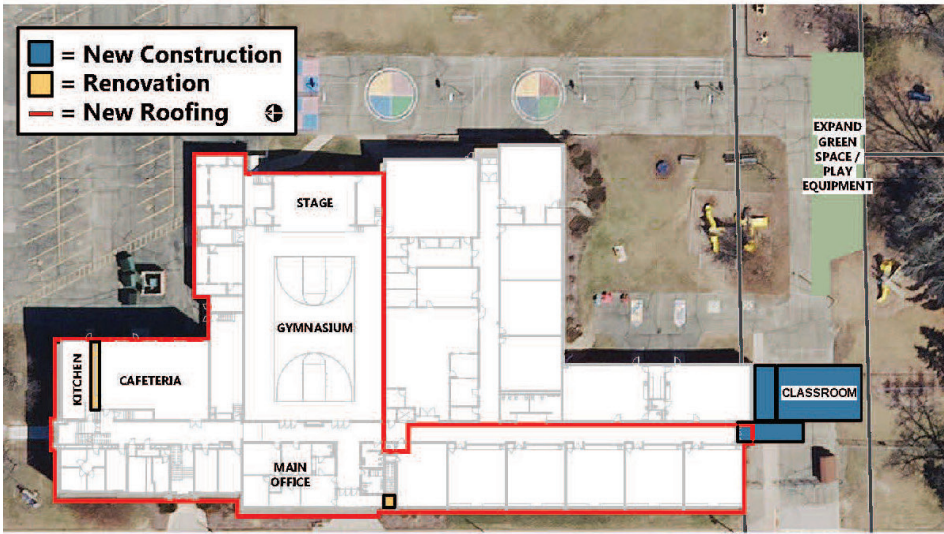 = New Construction
= Renovation
= New Roofing
EXPAND
GREEN
SPACE /
PLAY
EQUIPMENT
STAGE
GYMNASIUM
KITCHEN
CAFETERIA
CLASSROOM
MAIN
OFFICE